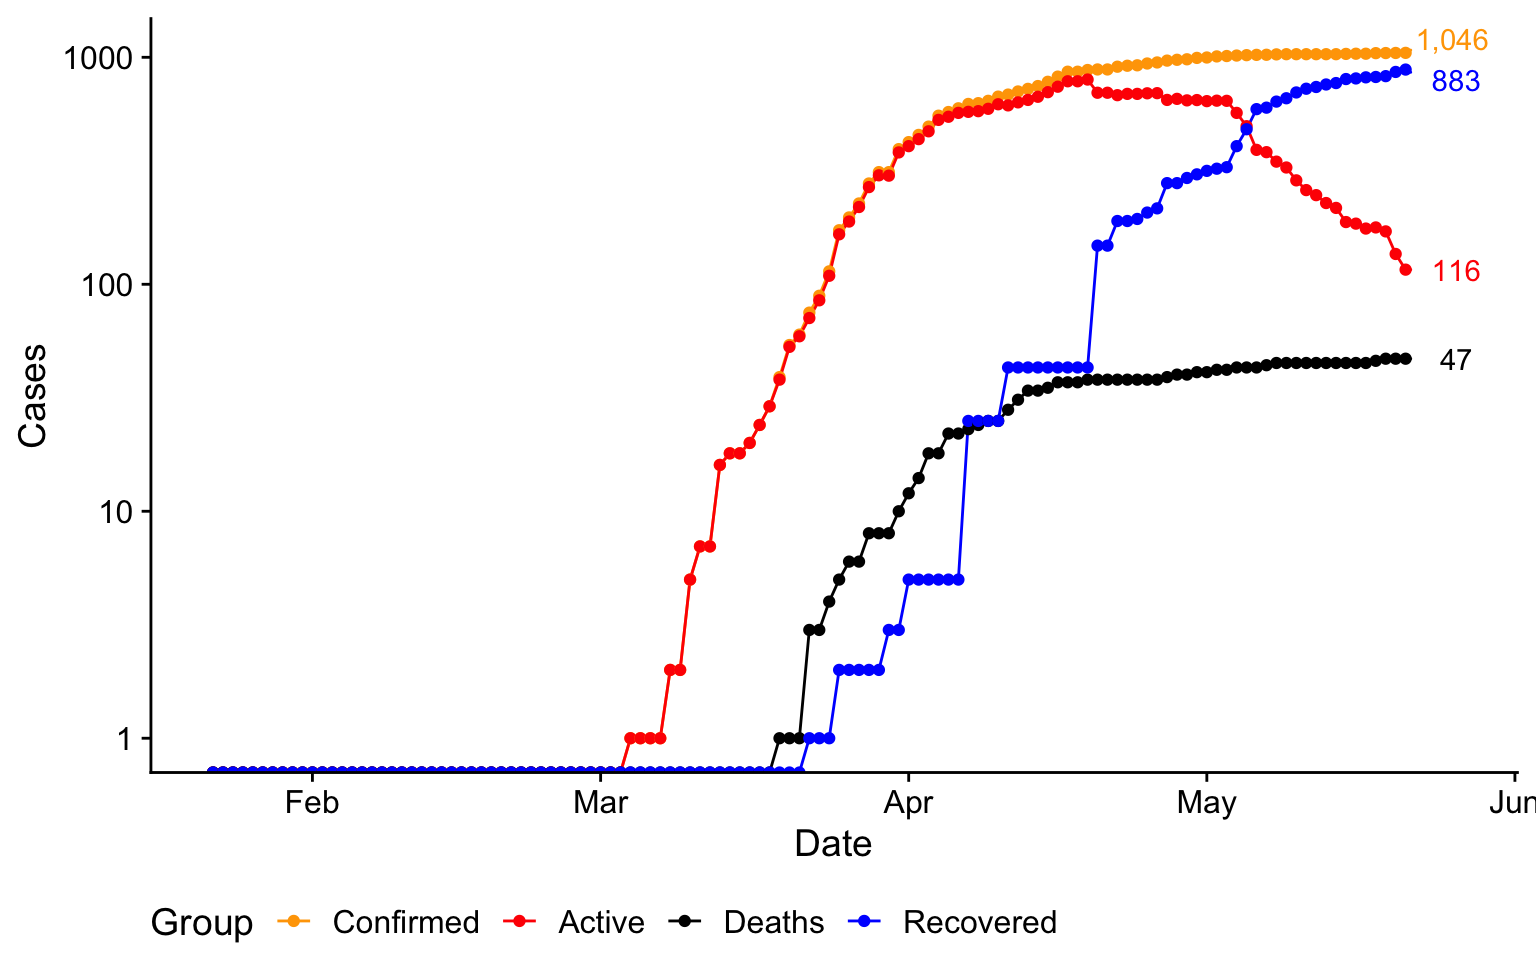 1000
100
10
1
Cases
1,046
883
116
47
Feb Mar Apr May Jun
Date
Group Confirmed Active Deaths Recovered